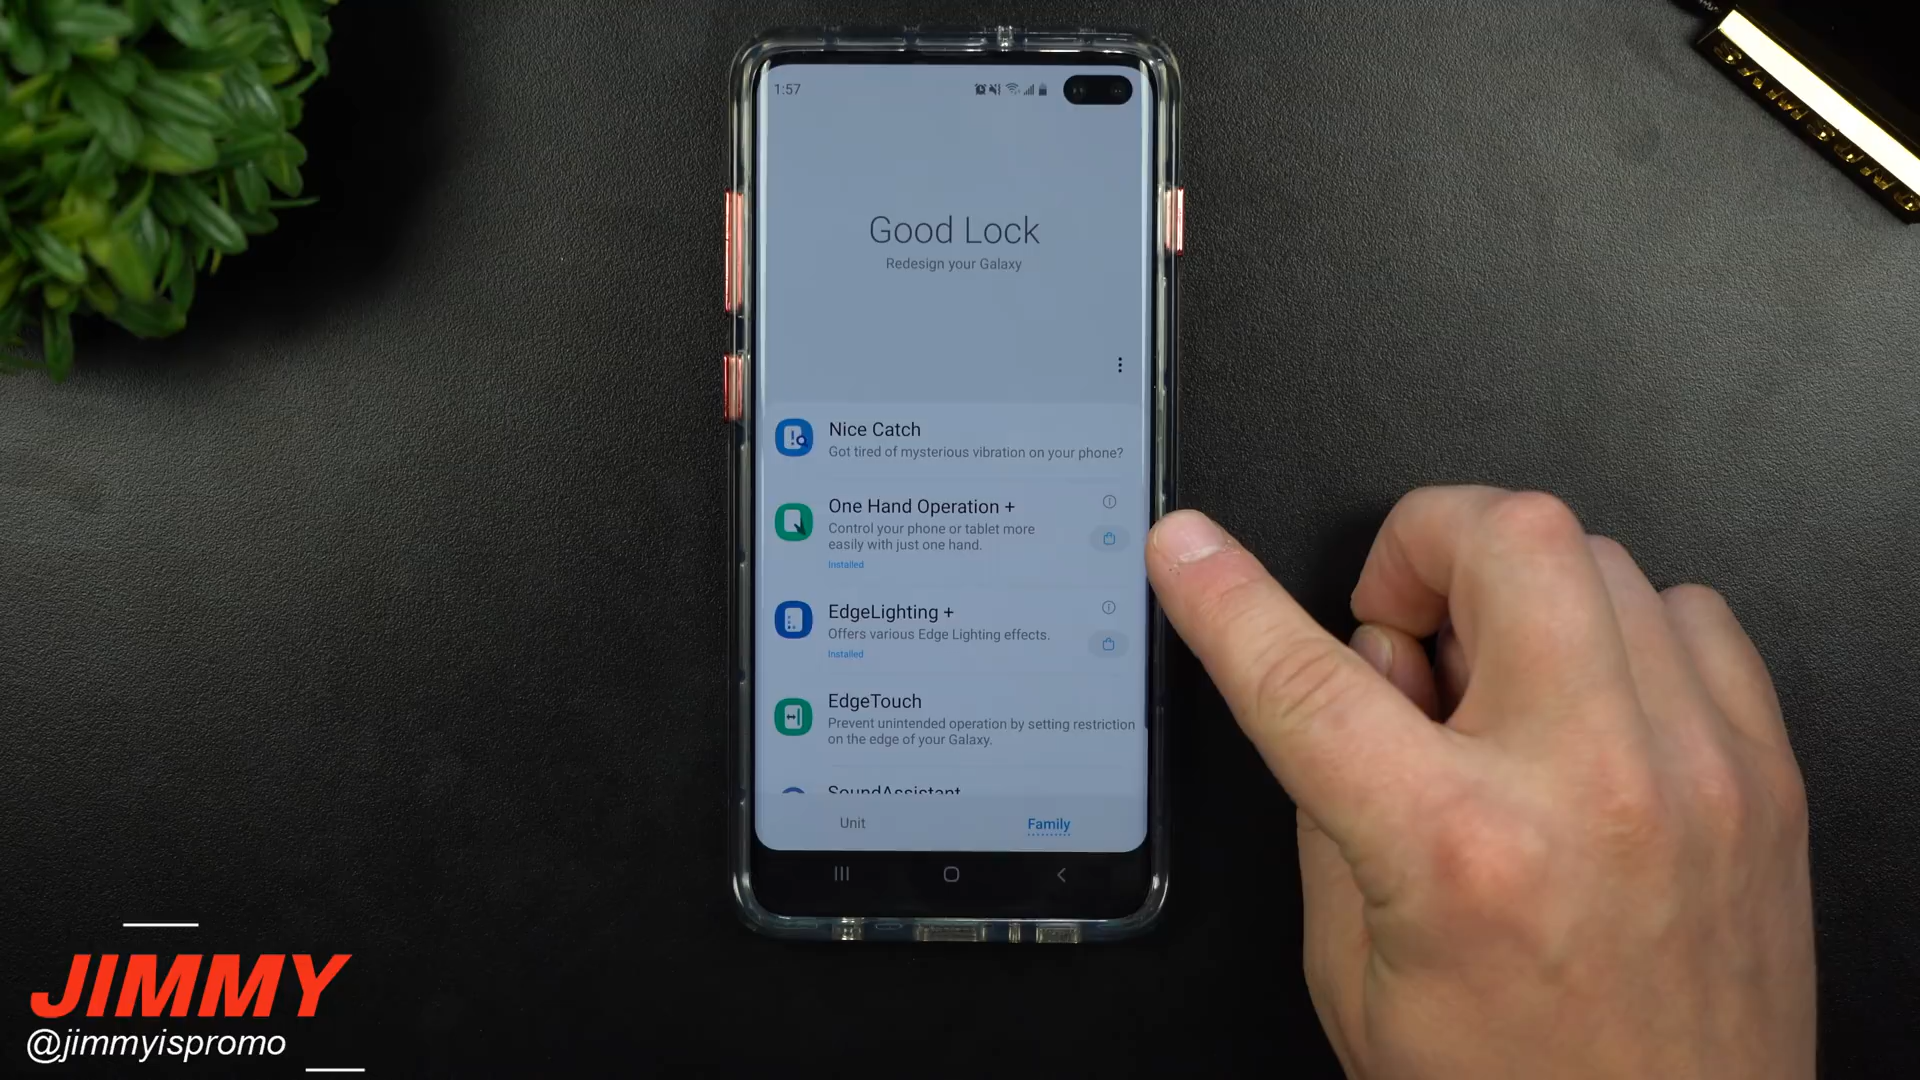 1:57
Good Lock
Redesign your Galaxy
Nice Catch
Got tired of mysterious vibration on your phone?
One Hand Operation +
Control your phone or tablet more
easily with just one hand.
Installed
EdgeLighting +
Offers various Edge Lighting effects.
Installed
EdgeTouch
Prevent unintended operation by setting restriction
on the edge of your Galaxy.
SoundAssistant
Unit
Family
JIMMY
@jimmyispromo